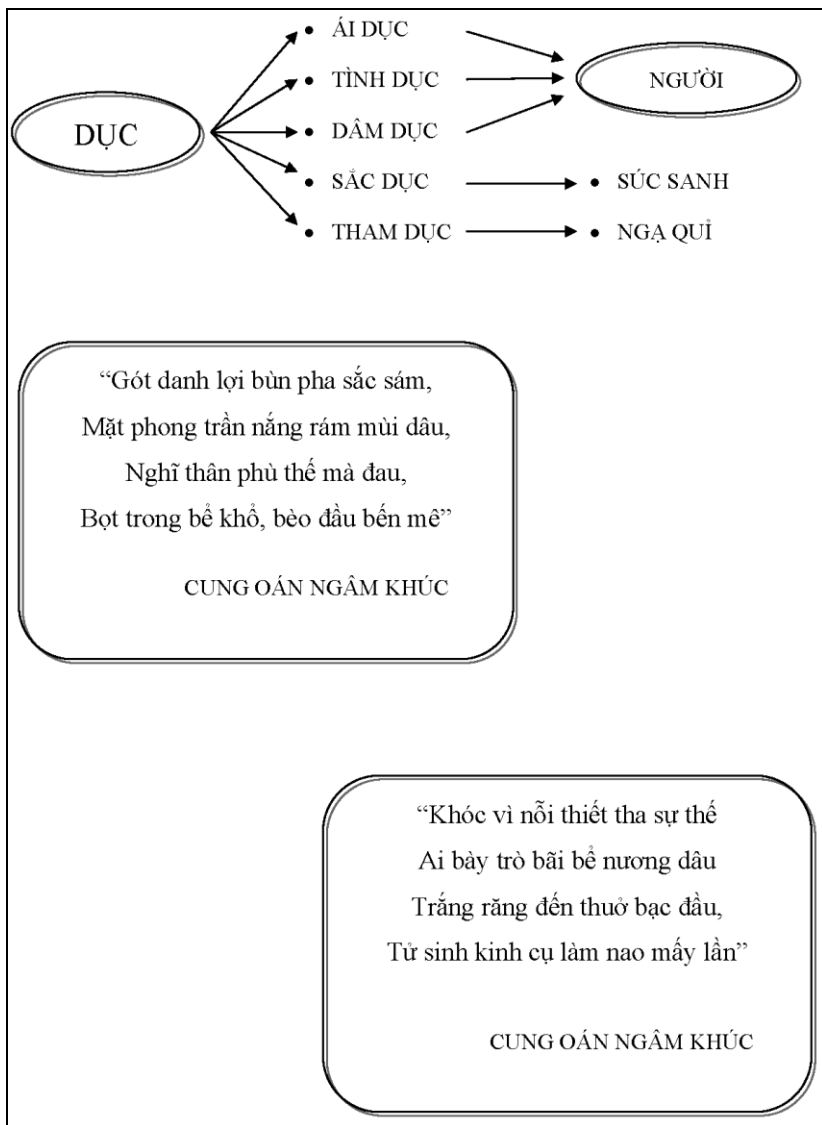 DỤC
• ÁI DỤC
• TÌNH DỤC
• DÂM DỤC
• SẮC DỤC
• THAM DỤC
NGƯỜI
• SÚC SANH
• NGẠ QUỈ
“Gót danh lợi bùn pha sắc sám,
Mặt phong trần nắng rám mùi dâu,
Nghĩ thân phù thế mà đau,
Bọt trong bể khổ, bèo đầu bến mê”
CUNG OÁN NGÂM KHÚC
“Khóc vì nỗi thiết tha sự thế
Ai bày trò bãi bể nương dâu
Trắng răng đến thuở bạc đầu,
Tử sinh kinh cụ làm nao mấy lần”
CUNG OÁN NGÂM KHÚC